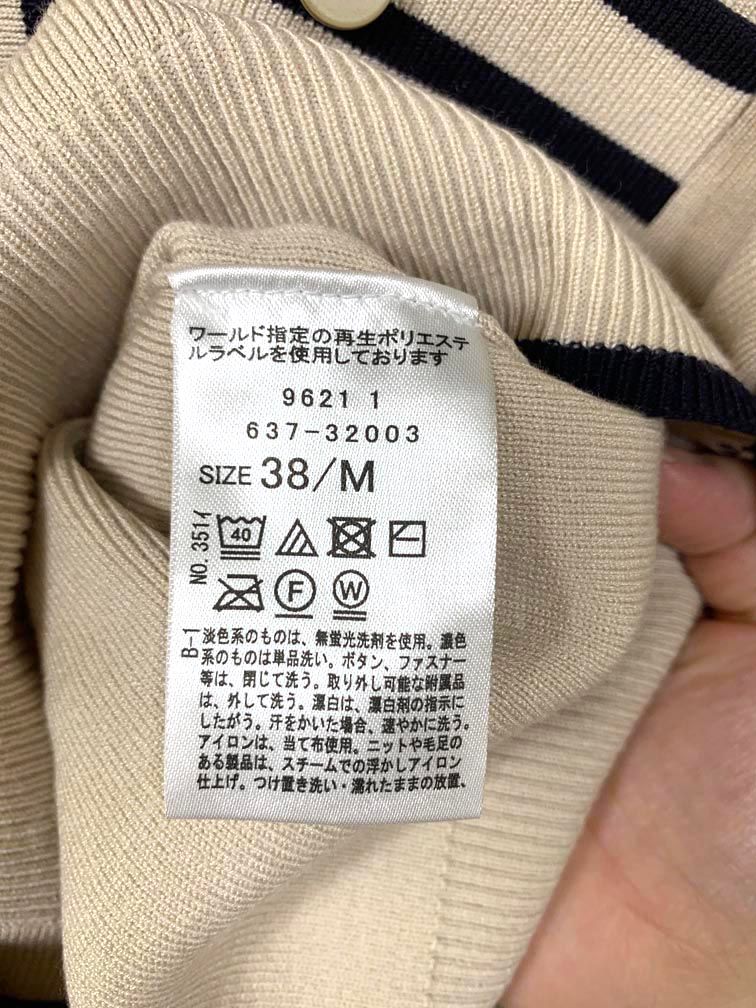 ワールド指定の再生ポリエステ
ルラベルを使用しております
9621 1
637-32003
SIZE 38/M
NO. 3514
40
F W
B-1
淡色系のものは、無蛍光洗剤を使用。濃色
系のものは単品洗い。ボタン、ファスナー
等は、閉じて洗う。取り外し可能な附属品
は、外して洗う。漂白は、漂白剤の指示に
したがう。汗をかいた場合、速やかに洗う。
アイロンは、当て布使用。ニットや毛足の
ある製品は、スチームでの浮かしアイロン
仕上げ。つけ置き洗い・濡れたままの放置、